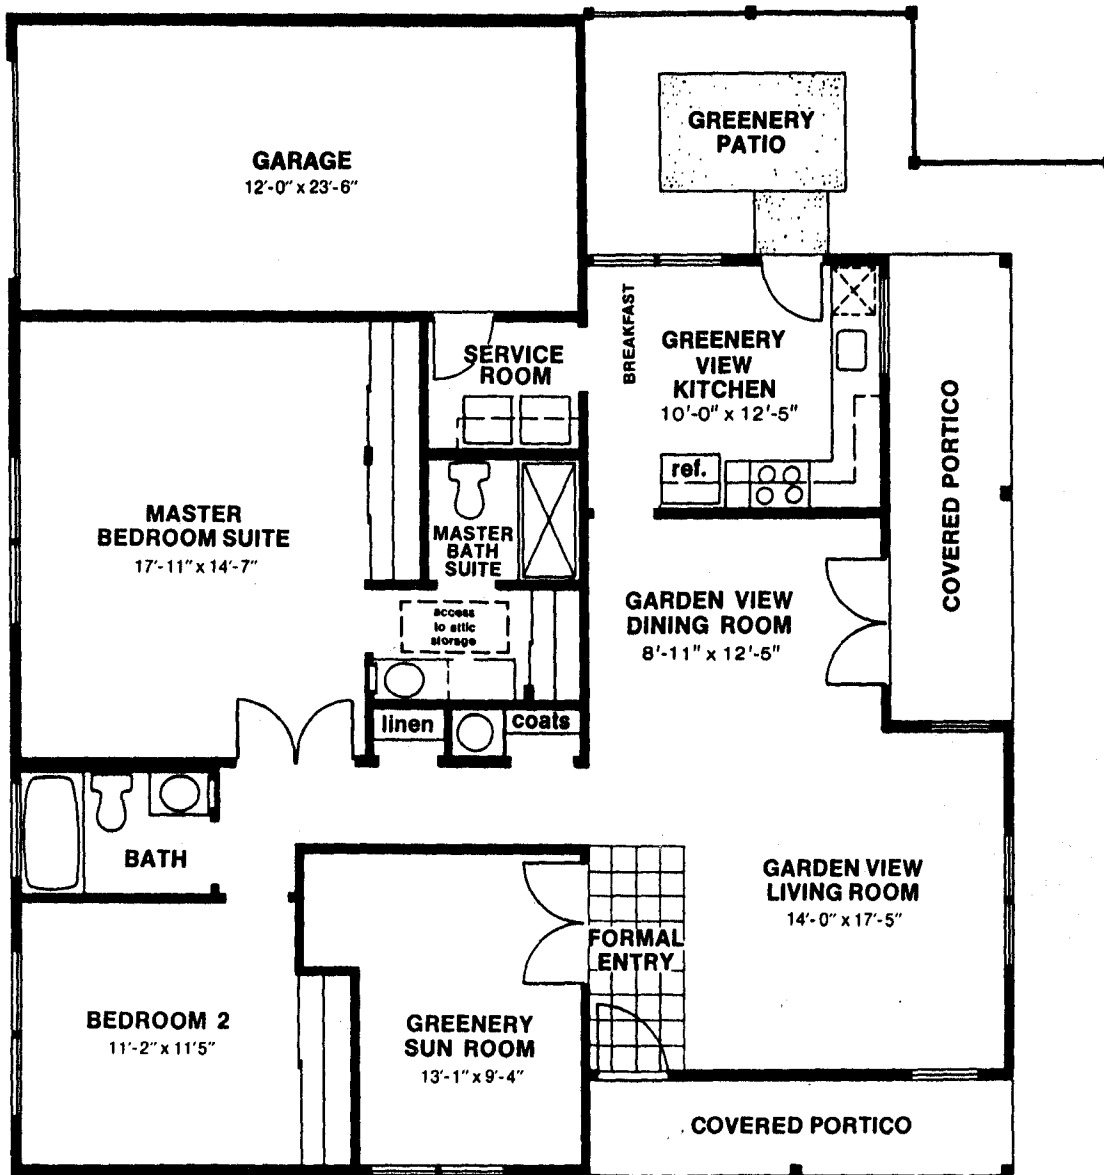 GREENERY
PATIO
GARAGE
12'-0" x 23'-6"
BREAKFAST
GREENERY
VIEW
KITCHEN
10'-0" x 12'-5"
SERVICE
ROOM
ref.
COVERED PORTICO
MASTER
BEDROOM SUITE
17'-11" x 14'-7"
MASTER
BATH
SUITE
access
to attic
storage
GARDEN VIEW
DINING ROOM
8'-11" x 12'-5"
linen
coats
BATH
GARDEN VIEW
LIVING ROOM
14'-0" x 17'-5"
FORMAL
ENTRY
BEDROOM 2
11'-2" x 11'5"
GREENERY
SUN ROOM
13'-1" x 9'-4"
COVERED PORTICO